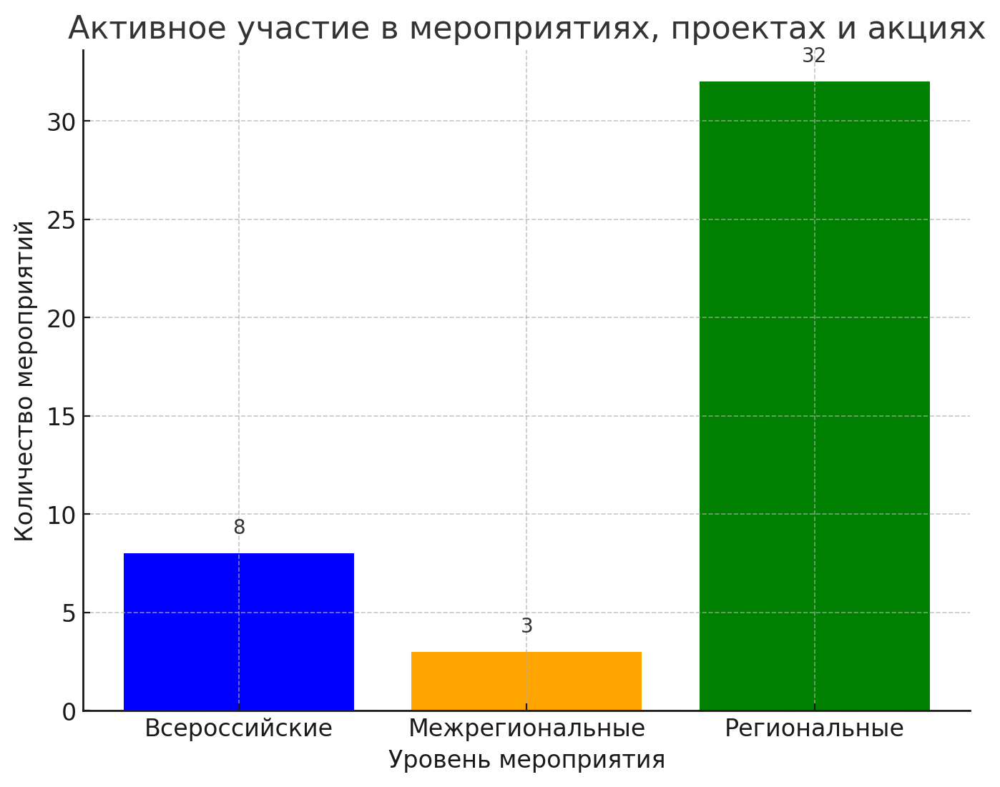 Активное участие в мероприятиях, проектах и акциях
32
30
25
20
15
10
5
0
8
3
Количество мероприятий
Всероссийские
Межрегиональные
Региональные
Уровень мероприятия